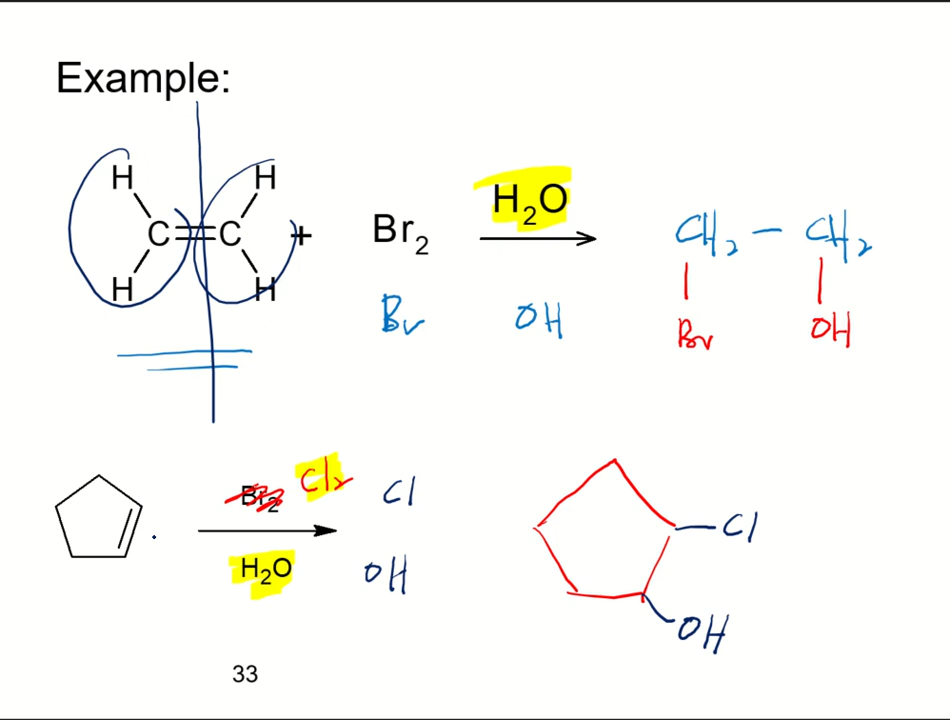 Example:
H H
C=C + Br2 H2O CH2 — CH2
H H
Br OH Br OH
Br2 Cl2 Cl
H2O OH
Cl
OH
33